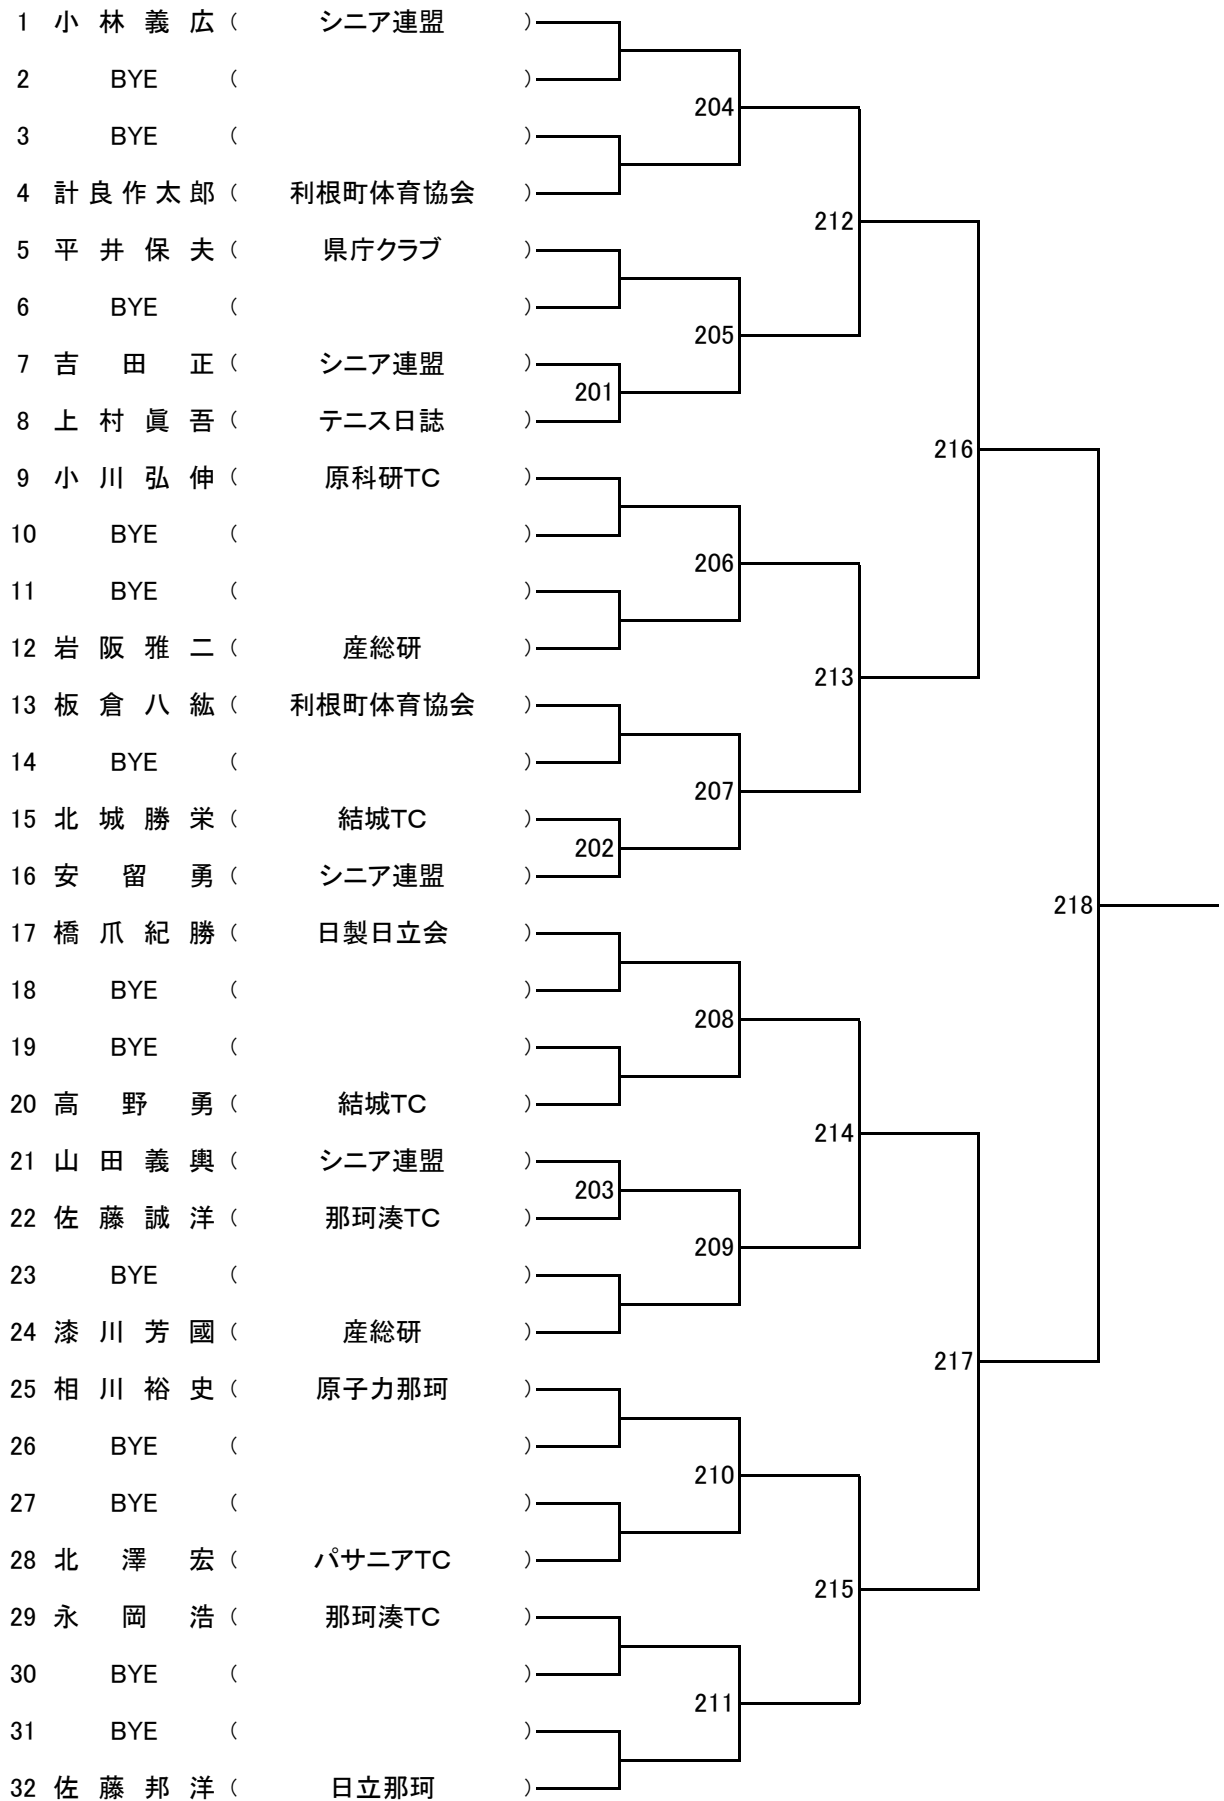 1 小林義広 ( シニア連盟 )
2 BYE ( )
204
3 BYE ( )
4 計良作太郎 ( 利根町体育協会 )
212
5 平井保夫 ( 県庁クラブ )
6 BYE ( )
205
7 吉田正 ( シニア連盟 )
201
8 上村眞吾 ( テニス日誌 )
216
9 小川弘伸 ( 原科研TC )
10 BYE ( )
206
11 BYE ( )
12 岩阪雅二 ( 産総研 )
213
13 板倉八紘 ( 利根町体育協会 )
14 BYE ( )
207
15 北城勝栄 ( 結城TC )
202
16 安留勇 ( シニア連盟 )
218
17 橋爪紀勝 ( 日製日立会 )
18 BYE ( )
208
19 BYE ( )
20 高野勇 ( 結城TC )
214
21 山田義輿 ( シニア連盟 )
203
22 佐藤誠洋 ( 那珂湊TC )
209
23 BYE ( )
24 漆川芳國 ( 産総研 )
217
25 相川裕史 ( 原子力那珂 )
26 BYE ( )
210
27 BYE ( )
28 北澤宏 ( パサニアTC )
215
29 永岡浩 ( 那珂湊TC )
30 BYE ( )
211
31 BYE ( )
32 佐藤邦洋 ( 日立那珂 )